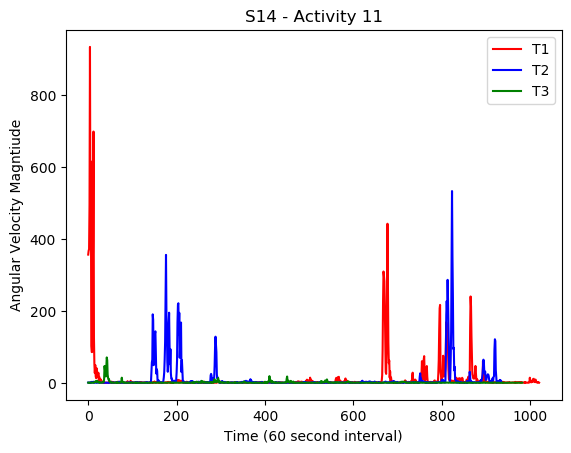 S14 - Activity 11
T1
T2
T3
Angular Velocity Magntiude
800
600
400
200
0
0 200 400 600 800 1000
Time (60 second interval)